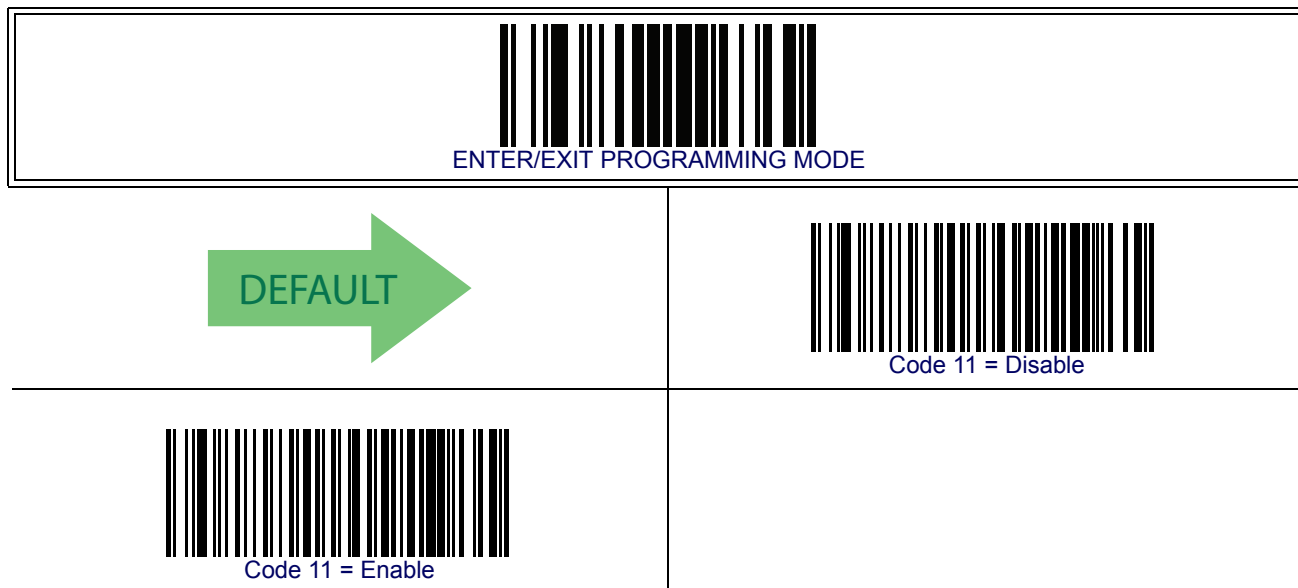 ENTER/EXIT PROGRAMMING MODE
DEFAULT
Code 11 = Disable
Code 11 = Enable